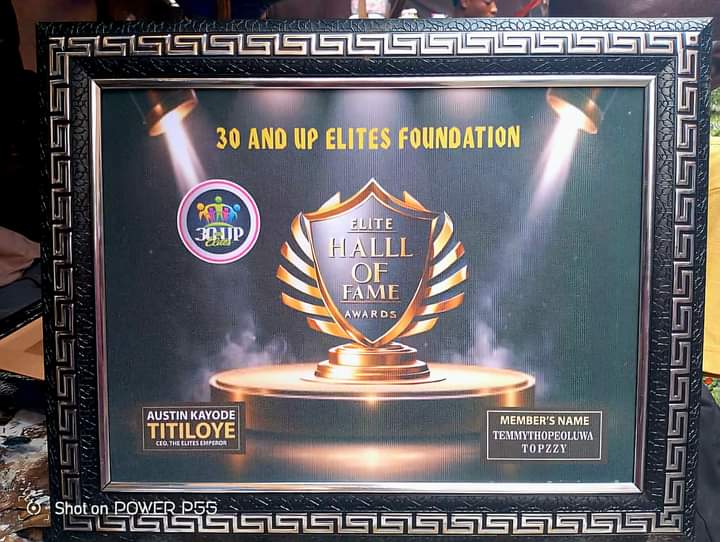 30 AND UP ELITES FOUNDATION
30 UP
Elites
ELITE
HALLL
OF
FAME
AWARDS
AUSTIN KAYODE
TITILOYE
CEO. THE ELITES EMPEROR
MEMBER'S NAME
TEMMYTHOPEOLUWA
TOPZZY
Shot on POWER P55